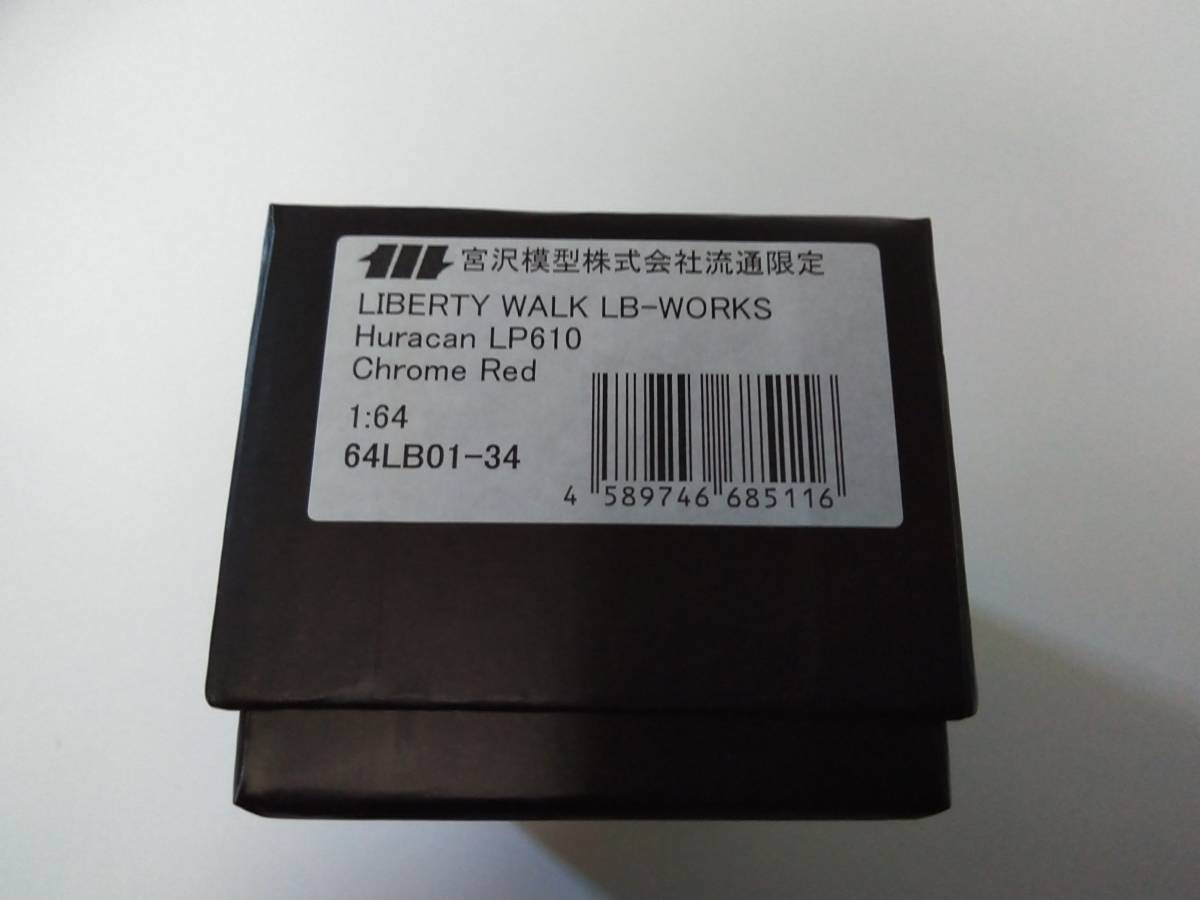 宮沢模型株式会社流通限定
LIBERTY WALK LB-WORKS
Huracan LP610
Chrome Red
1:64
64LB01-34
4 589746 685116